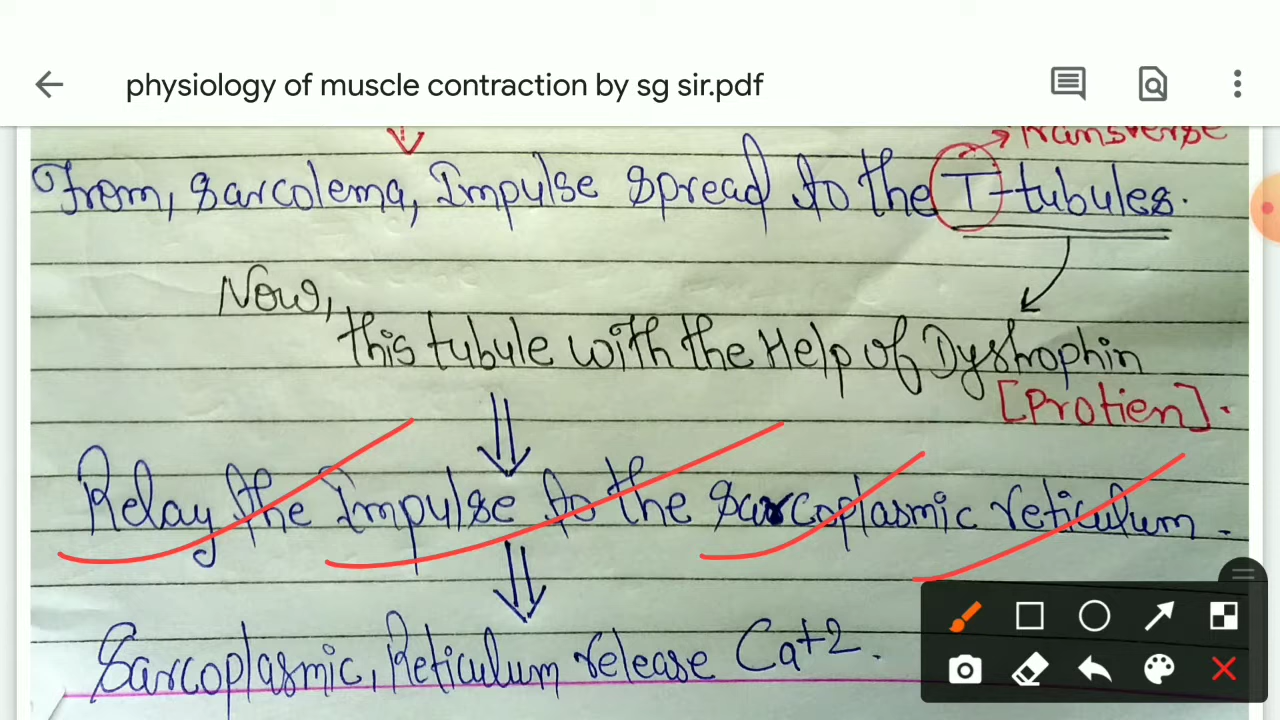 physiology of muscle contraction by sg sir.pdf
Transverse
From, Sarcolema, Impulse spread to the T-tubules.
Now,
this tubule with the Help of Dystrophin
[Protien].
Relay the Impulse to the Sarcoplasmic reticulum.
Sarcoplasmic, Reticulum release Ca+2.